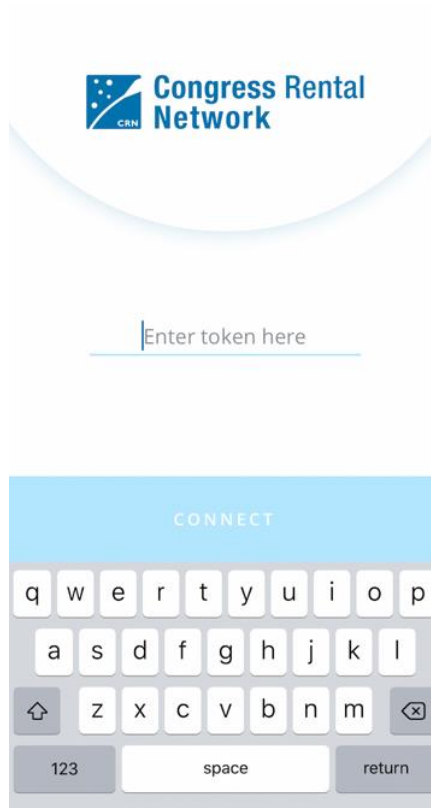 Congress Rental
CRN Network
Enter token here
CONNECT
q w e r t y u i o p
a s d f g h j k l
z x c v b n m
123 space return